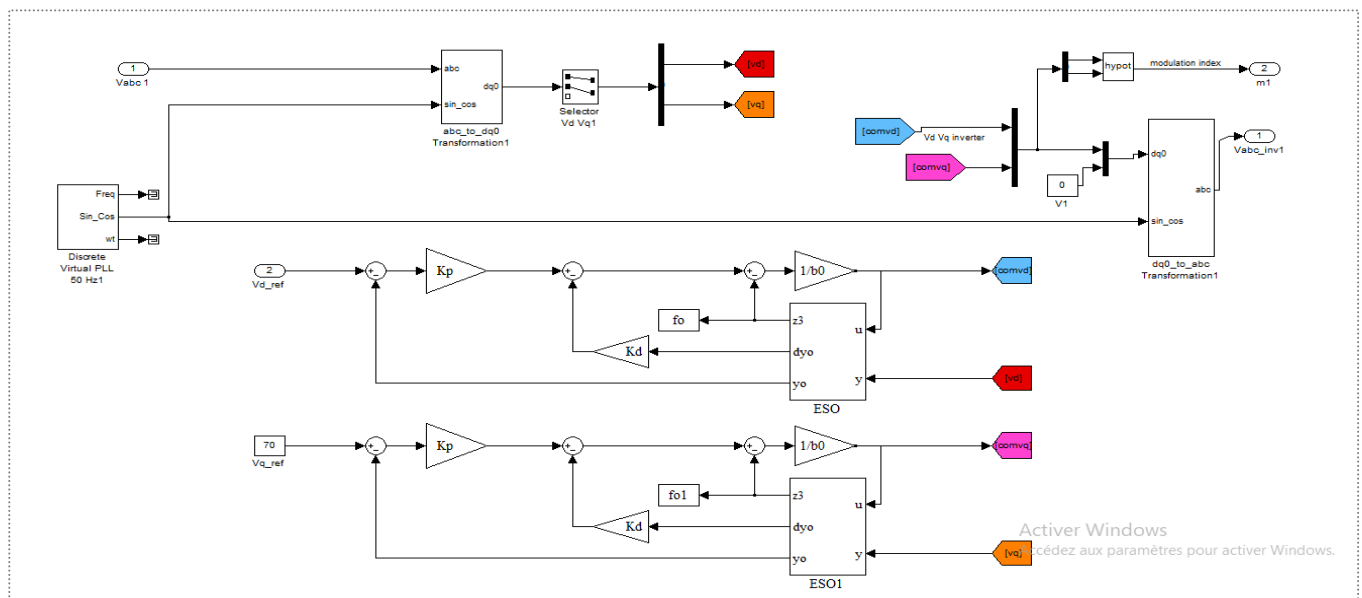 1
Vabc 1
abc
sin_cos
dq0
abc_to_dq0
Transformation1
Selector
Vd Vq1
[vd]
[vq]
hypot
modulation index
2
m1
[comvd]
Vd Vq inverter
[comvq]
0
V1
dq0
sin_cos
abc
dq0_to_abc
Transformation1
1
Vabc_inv1
Freq
Sin_Cos
wt
Discrete
Virtual PLL
50 Hz1
2
Vd_ref
Kp
1/b0
[comvd]
fo
z3
u
Kd
dyo
yo
y
[vd]
ESO
70
Vq_ref
Kp
1/b0
[comvq]
fo1
z3
u
Kd
dyo
yo
y
[vq]
ESO1
Activer Windows
Accédez aux paramètres pour activer Windows.